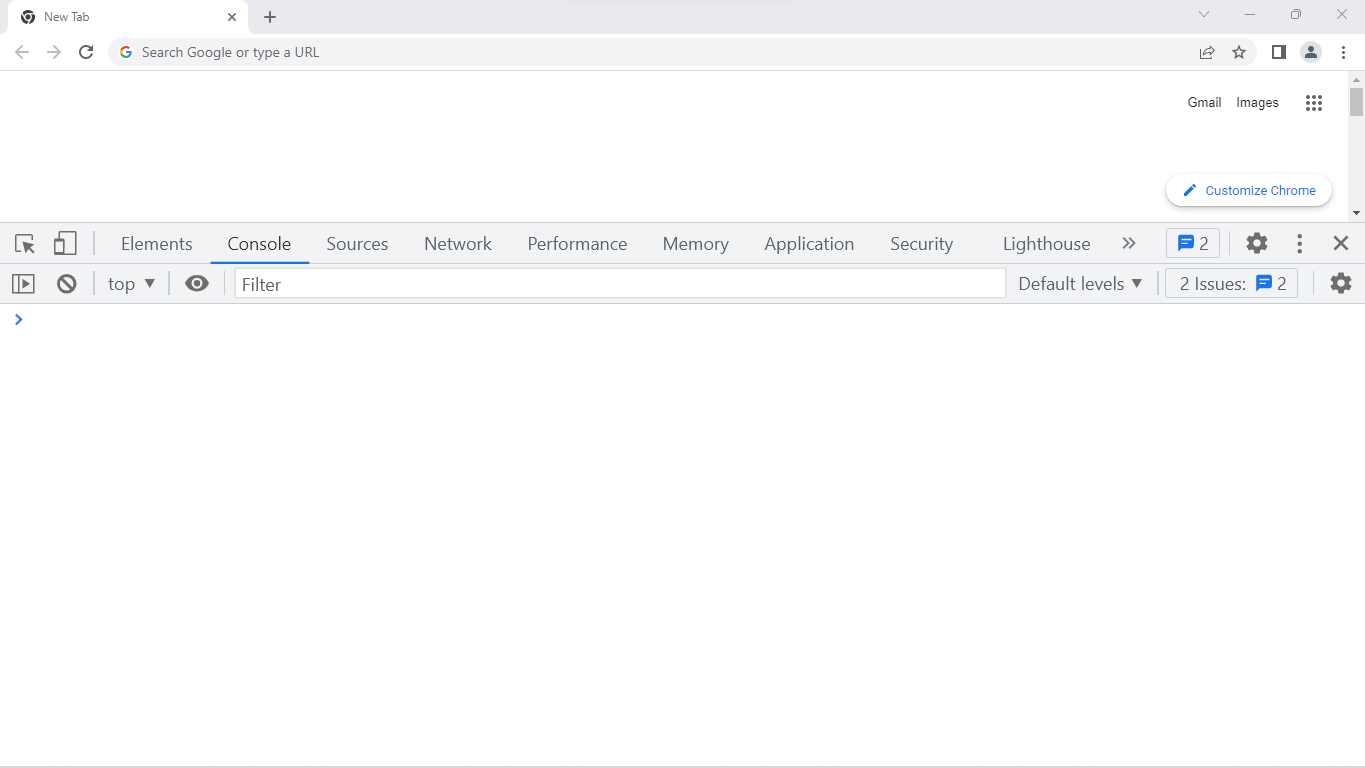 New Tab
Search Google or type a URL
Gmail Images
Customize Chrome
Elements Console Sources Network Performance Memory Application Security Lighthouse 2
top Filter Default levels 2 Issues: 2